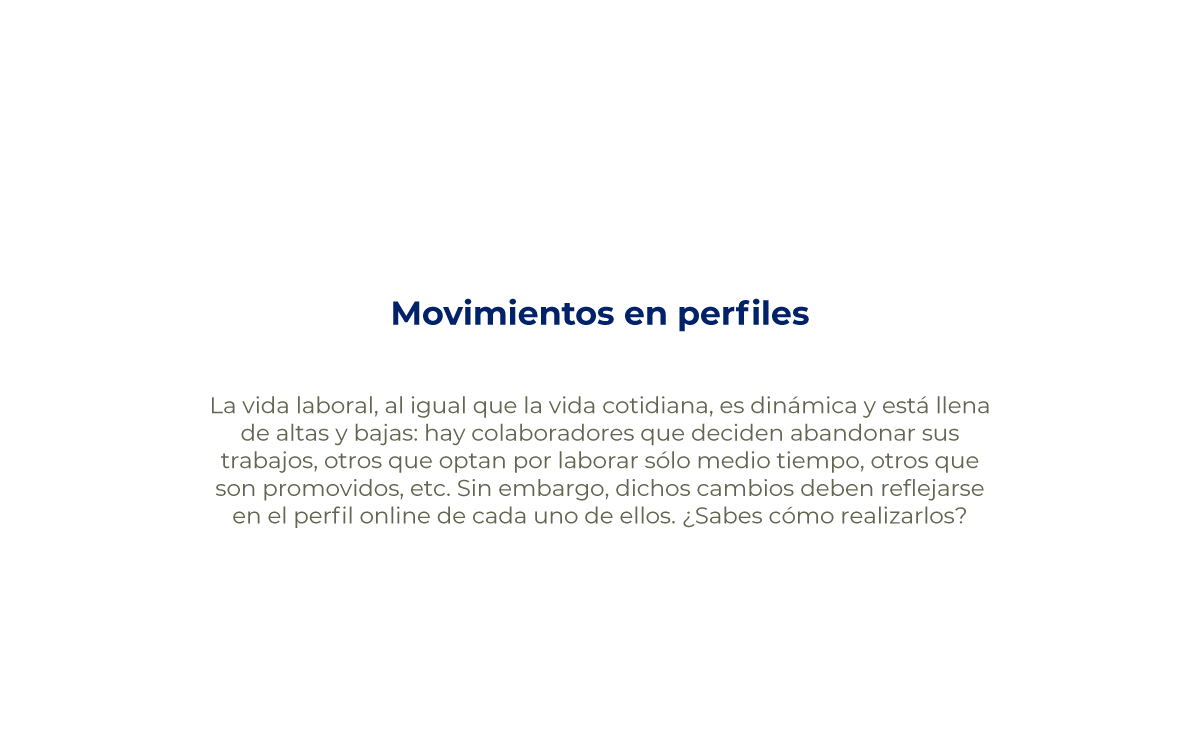 Movimientos en perfiles
La vida laboral, al igual que la vida cotidiana, es dinámica y está llena
de altas y bajas: hay colaboradores que deciden abandonar sus
trabajos, otros que optan por laborar sólo medio tiempo, otros que
son promovidos, etc. Sin embargo, dichos cambios deben reflejarse
en el perfil online de cada uno de ellos. ¿Sabes cómo realizarlos?